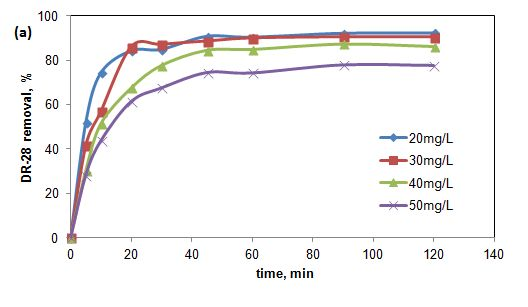 (a)
100
80
60
40
20
0
DR-28 removal, %
0 20 40 60 80 100 120 140
time, min
20mg/L
30mg/L
40mg/L
50mg/L